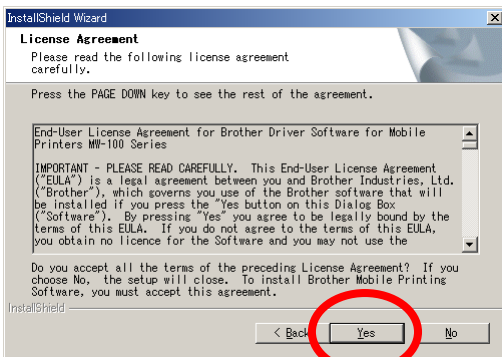 InstallShield Wizard
License Agreement
Please read the following license agreement
carefully.
Press the PAGE DOWN key to see the rest of the agreement.
End-User License Agreement for Brother Driver Software for Mobile
Printers MW-100 Series
IMPORTANT - PLEASE READ CAREFULLY. This End-User License Agreement
("EULA") is a legal agreement between you and Brother Industries, Ltd.
("Brother"), which governs you use of the Brother software that will
be installed if you press the "Yes button on this Dialog Box
("Software"). By pressing "Yes" you agree to be legally bound by the
terms of this EULA. If you do not agree to the terms of this EULA,
you obtain no licence for the Software and you may not use the
Do you accept all the terms of the preceding License Agreement? If you
choose No, the setup will close. To install Brother Mobile Printing
Software, you must accept this agreement.
InstallShield
< Back Yes No